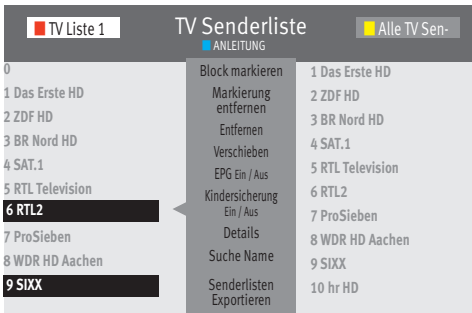 TV Liste 1
TV Senderliste
ANLEITUNG
Alle TV Sen-
0
1 Das Erste HD
2 ZDF HD
3 BR Nord HD
4 SAT.1
5 RTL Television
6 RTL2
7 ProSieben
8 WDR HD Aachen
9 SIXX
Block markieren
Markierung
entfernen
Entfernen
Verschieben
EPG Ein / Aus
Kindersicherung
Ein / Aus
Details
Suche Name
Senderlisten
Exportieren
1 Das Erste HD
2 ZDF HD
3 BR Nord HD
4 SAT.1
5 RTL Television
6 RTL2
7 ProSieben
8 WDR HD Aachen
9 SIXX
10 hr HD